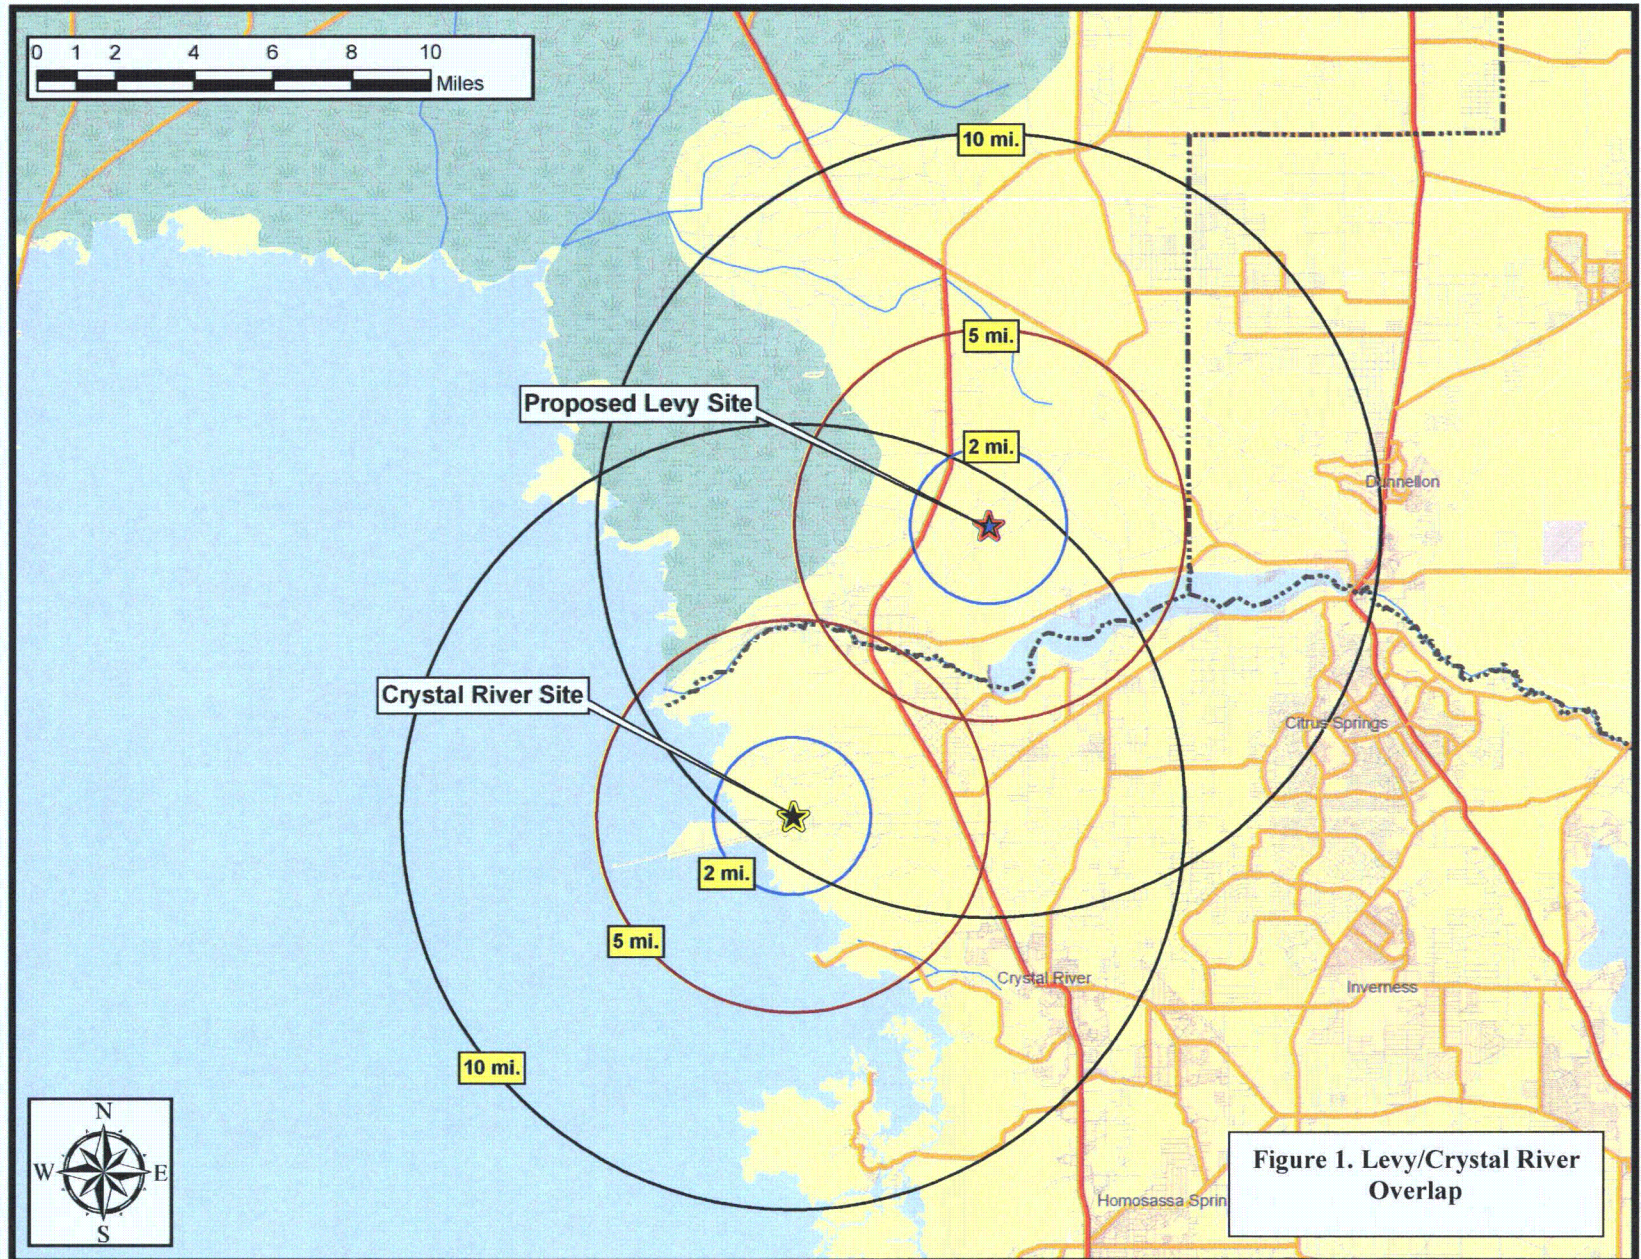 0 1 2 4 6 8 10
Miles
10 mi.
5 mi.
Proposed Levy Site
2 mi.
Dunnellon
Crystal River Site
Citrus Springs
2 mi.
5 mi.
Crystal River
Inverness
10 mi.
N
W E
S
Figure 1. Levy/Crystal River
Overlap
Homosassa Sprin